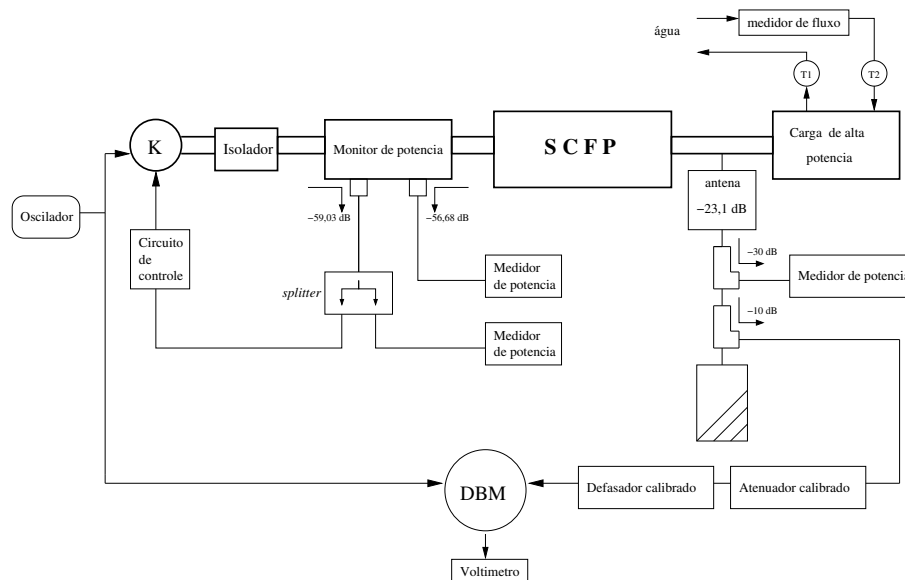 medidor de fluxo
água
T1
T2
K
Isolador
Monitor de potencia
S C F P
Carga de alta
potencia
antena
−23,1 dB
−59,03 dB
−56,68 dB
Oscilador
Circuito
de
controle
splitter
Medidor
de potencia
Medidor
de potencia
−30 dB
Medidor de potencia
−10 dB
DBM
Defasador calibrado
Atenuador calibrado
Voltimetro